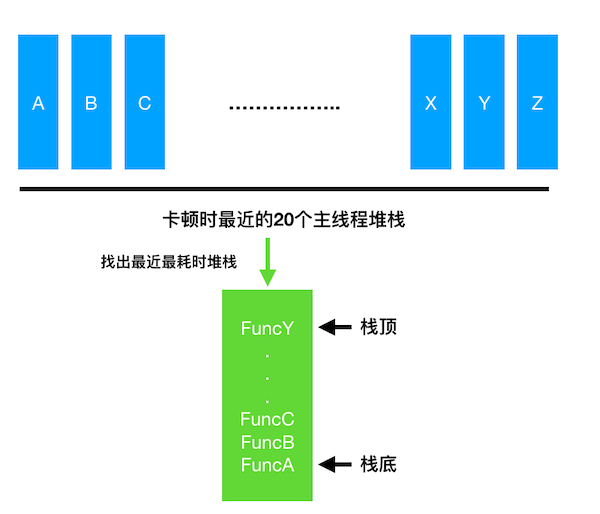 A B C ................. X Y Z
卡顿时最近的20个主线程堆栈
找出最近最耗时堆栈
FuncY 栈顶
.
.
.
FuncC
FuncB
FuncA 栈底